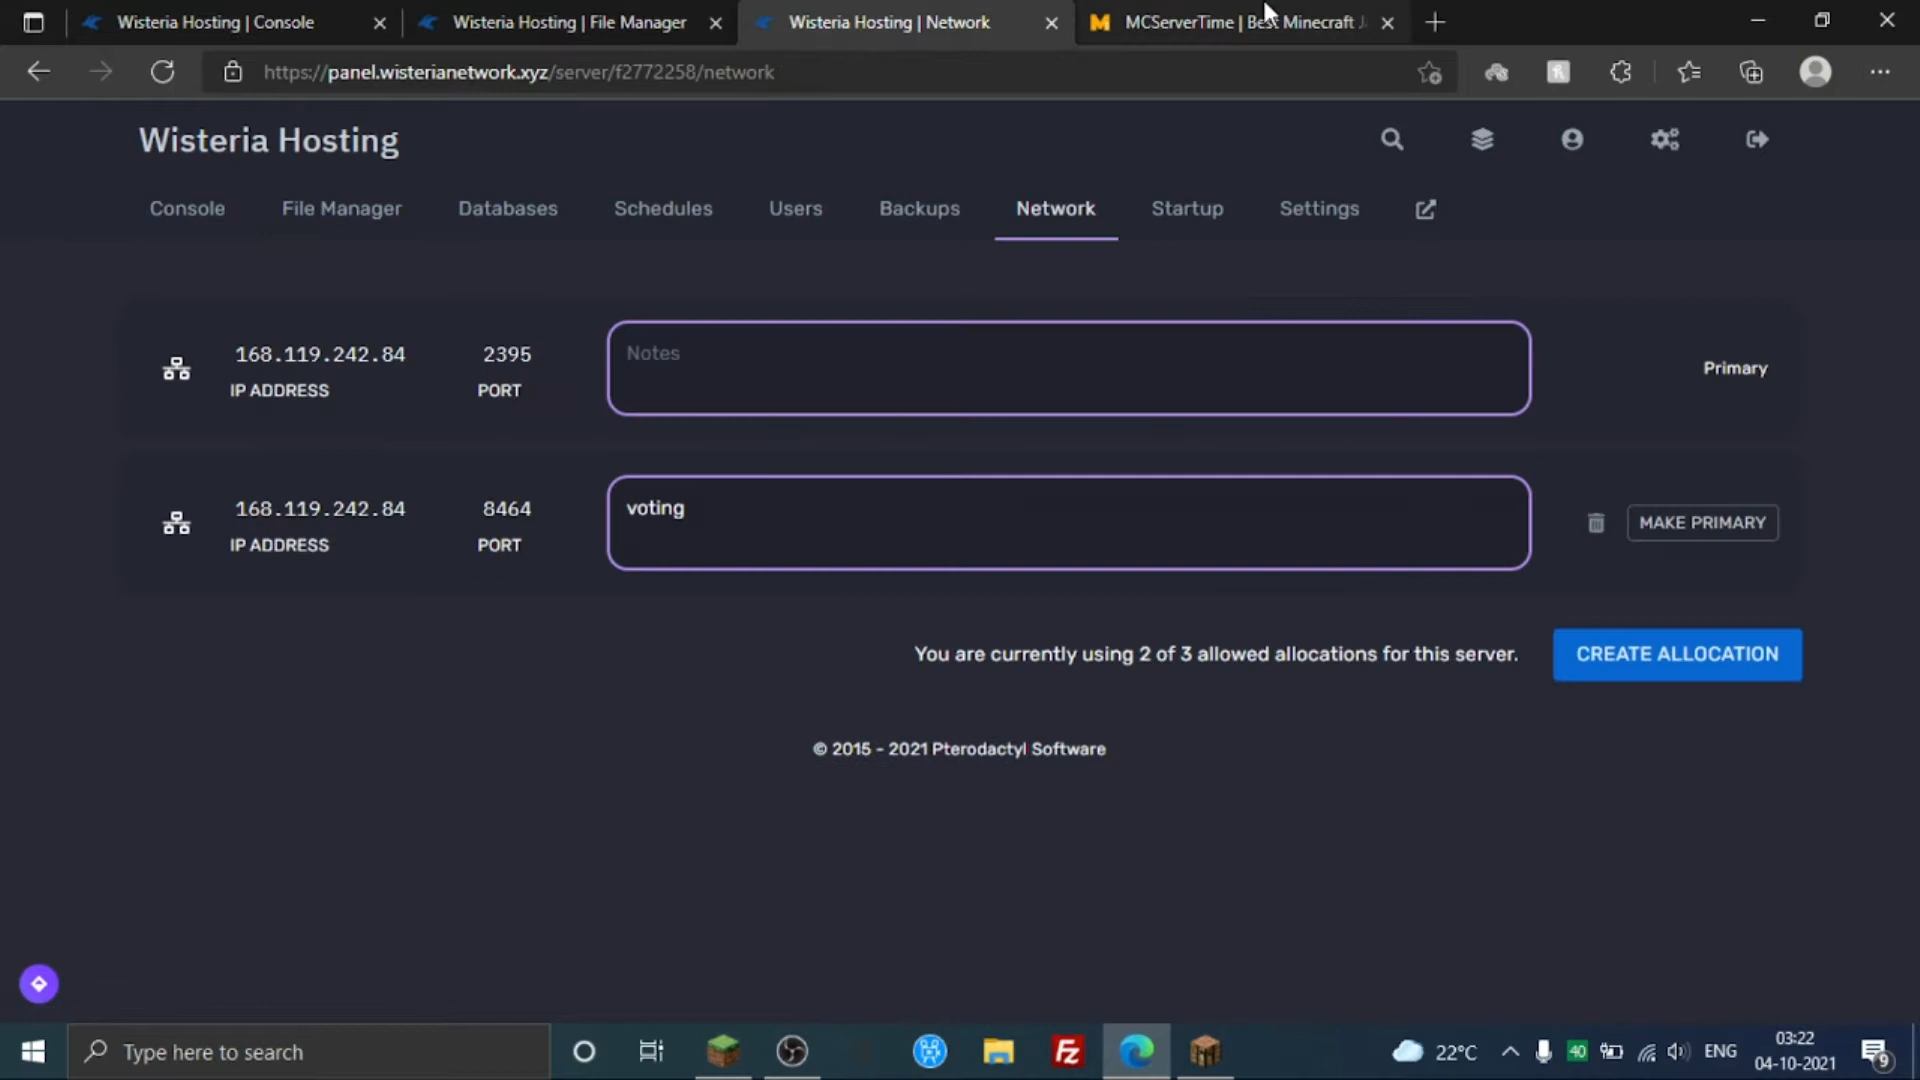 Wisteria Hosting | Console
Wisteria Hosting | File Manager
Wisteria Hosting | Network
MCServerTime | Best Minecraft J
https://panel.wisterianetwork.xyz/server/f2772258/network
Wisteria Hosting
Console
File Manager
Databases
Schedules
Users
Backups
Network
Startup
Settings
168.119.242.84
2395
Notes
IP ADDRESS
PORT
Primary
168.119.242.84
8464
voting
IP ADDRESS
PORT
MAKE PRIMARY
You are currently using 2 of 3 allowed allocations for this server.
CREATE ALLOCATION
© 2015 - 2021 Pterodactyl Software
Type here to search
Fz
22°C
40
ENG
03:22
04-10-2021
9